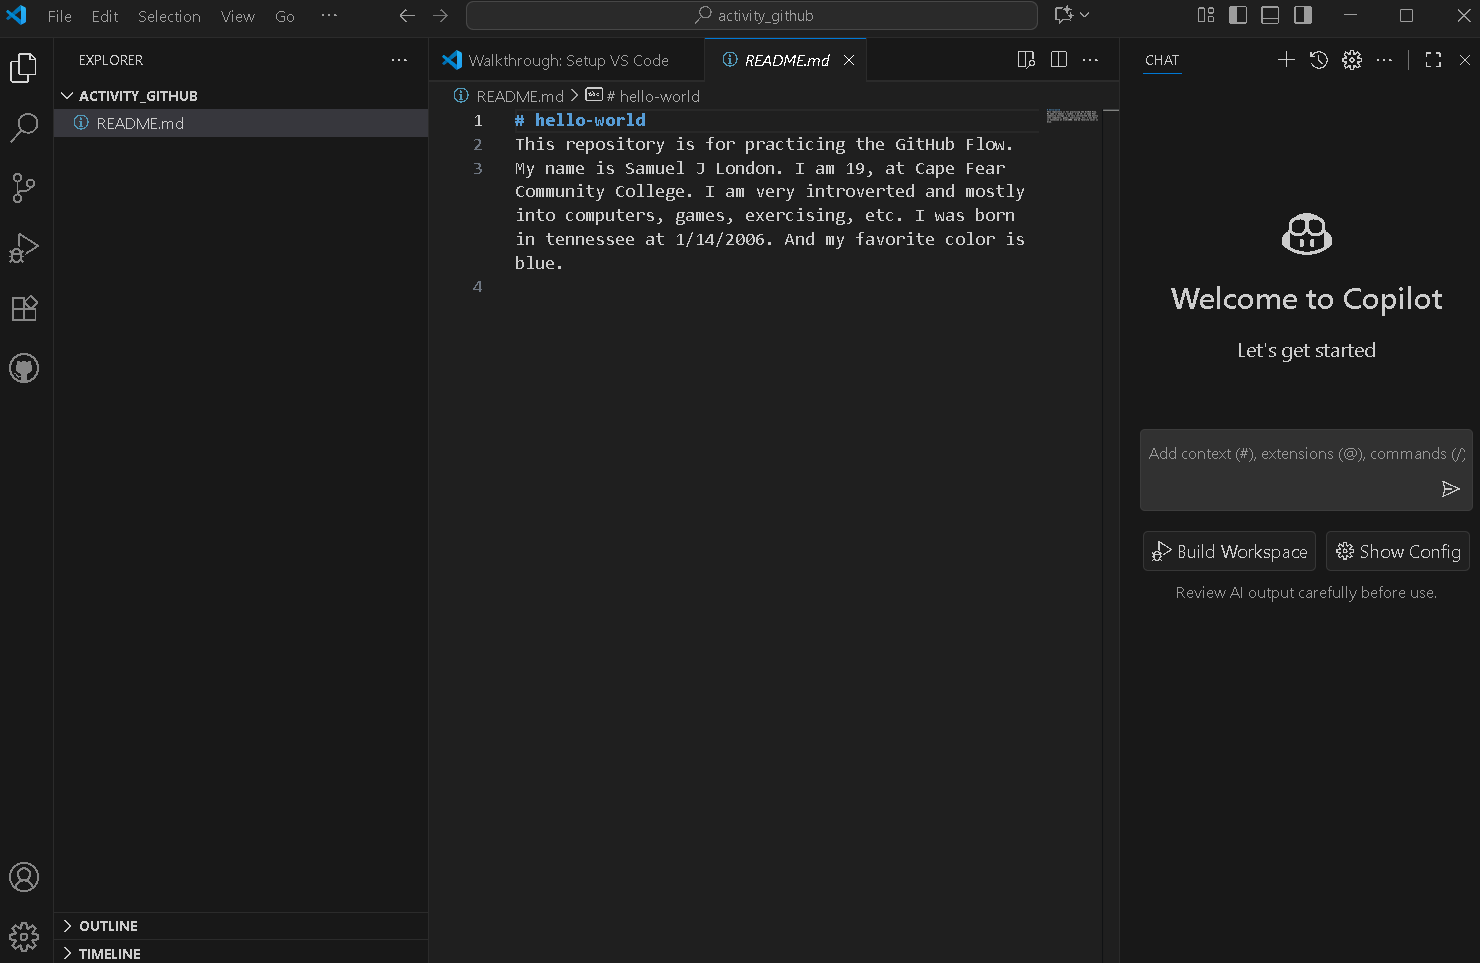 File Edit Selection View Go ··· activity_github
EXPLORER ···
ACTIVITY_GITHUB
README.md
Walkthrough: Setup VS Code README.md
README.md > # hello-world
1 # hello-world
2 This repository is for practicing the GitHub Flow.
3 My name is Samuel J London. I am 19, at Cape Fear
Community College. I am very introverted and mostly
into computers, games, exercising, etc. I was born
in tennessee at 1/14/2006. And my favorite color is
blue.
4
CHAT
Welcome to Copilot
Let's get started
Add context (#), extensions (@), commands (/)
Build Workspace Show Config
Review AI output carefully before use.
OUTLINE
TIMELINE